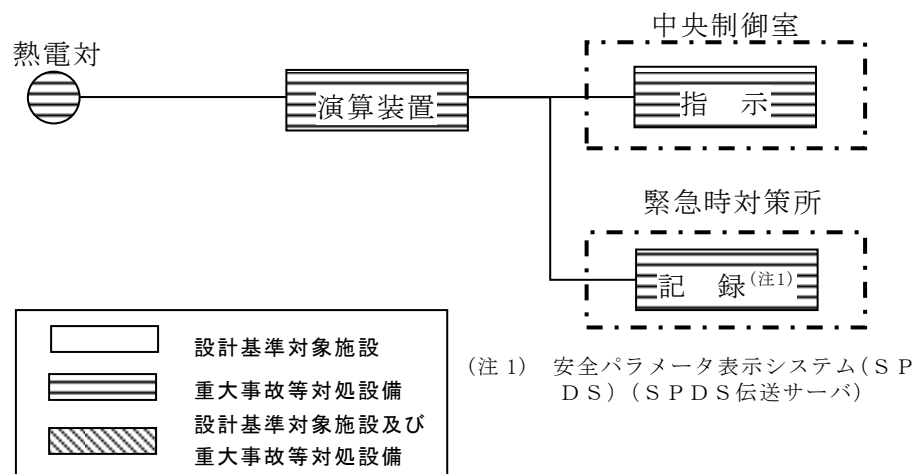 中央制御室
熱電対
演算装置
指　示
緊急時対策所
記　録(注1)
(注 1)　安全パラメータ表示システム(ＳＰ
ＤＳ) (ＳＰＤＳ伝送サーバ)
設計基準対象施設
重大事故等対処設備
設計基準対象施設及び
重大事故等対処設備